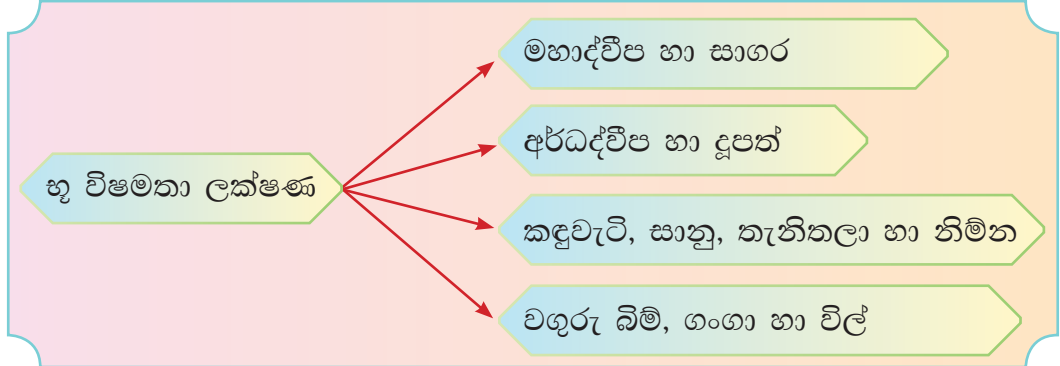 භූ විෂමතා ලක්ෂණ
මහාද්වීප හා සාගර
අර්ධද්වීප හා දූපත්
කඳුවැටි, සානු, තැනිතලා හා නිම්න
වගුරු බිම්, ගංගා හා විල්